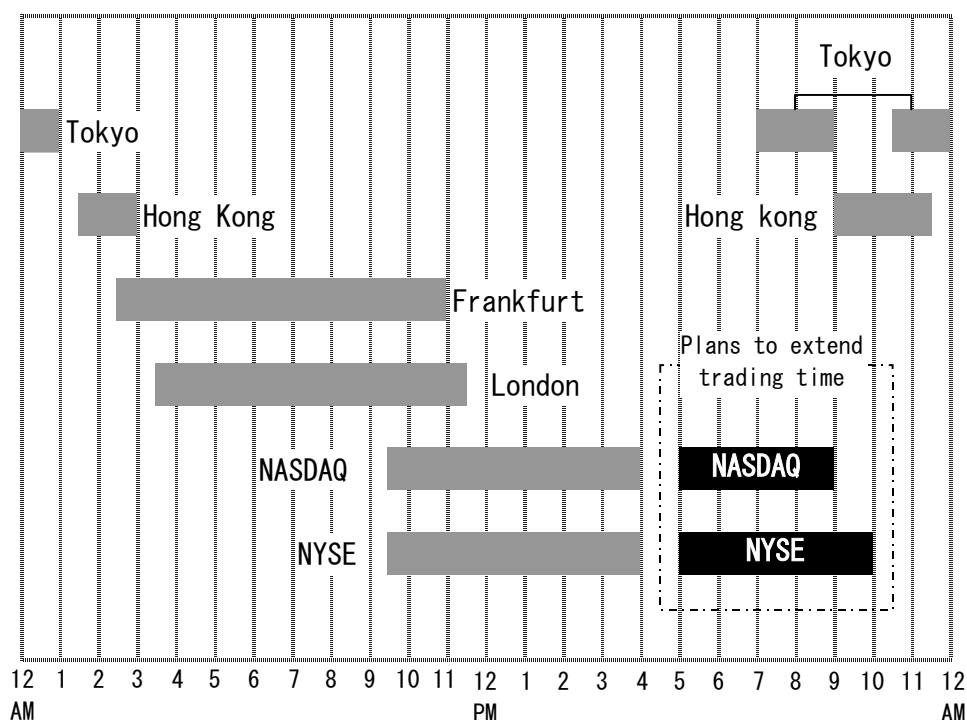 Tokyo
Tokyo
Hong Kong
Hong kong
Frankfurt
Plans to extend
trading time
London
NASDAQ
NASDAQ
NYSE
NYSE
12 1 2 3 4 5 6 7 8 9 10 11 12 1 2 3 4 5 6 7 8 9 10 11 12
AM PM AM